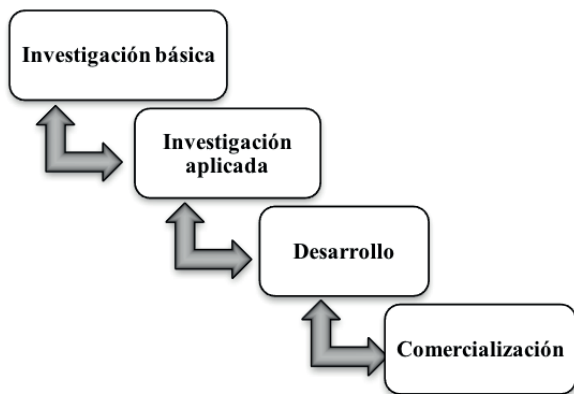 Investigación básica
Investigación
aplicada
Desarrollo
Comercialización